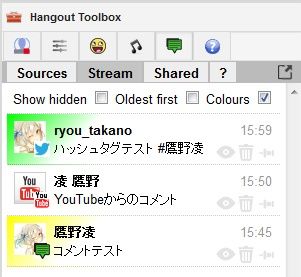 Hangout Toolbox
Sources Stream Shared ?
Show hidden Oldest first Colours
ryou_takano 15:59
ハッシュタグテスト #鷹野凌
凌 鷹野 15:50
YouTubeからのコメント
鷹野凌 15:45
コメントテスト